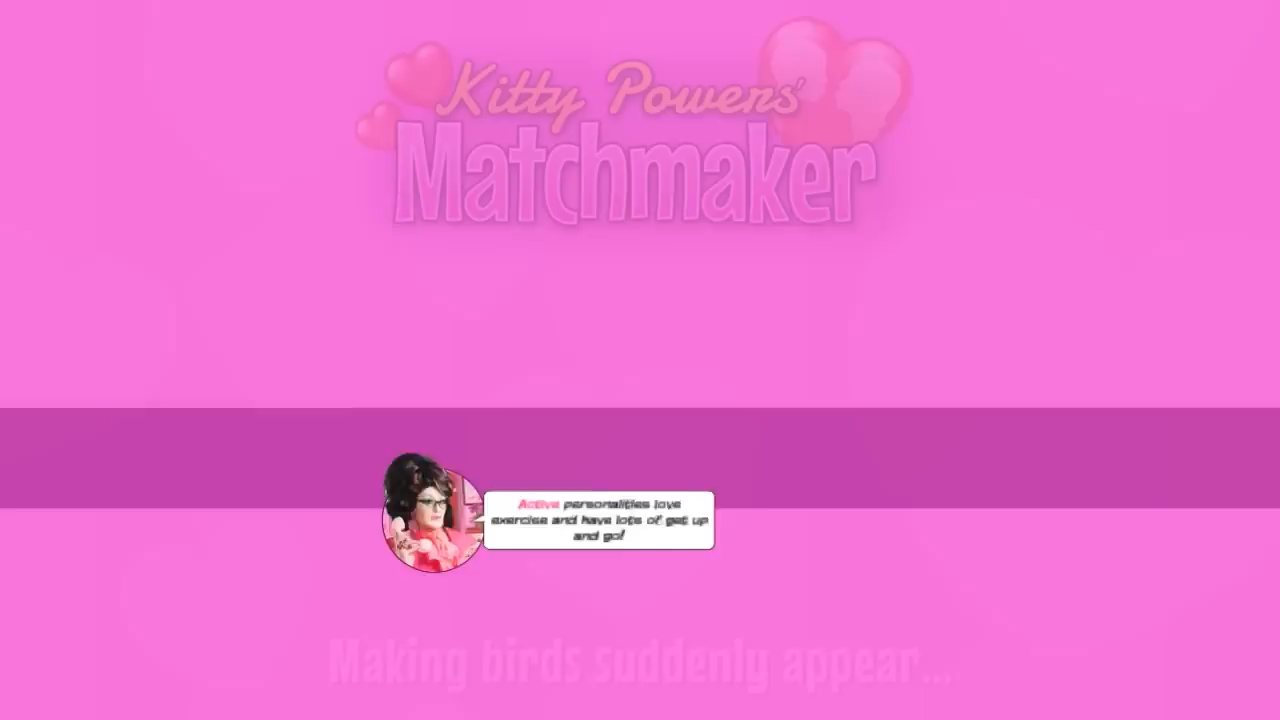 Kitty Powers'
Matchmaker
Active personalities love
exercise and have lots of get up
and go!
Making birds suddenly appear...